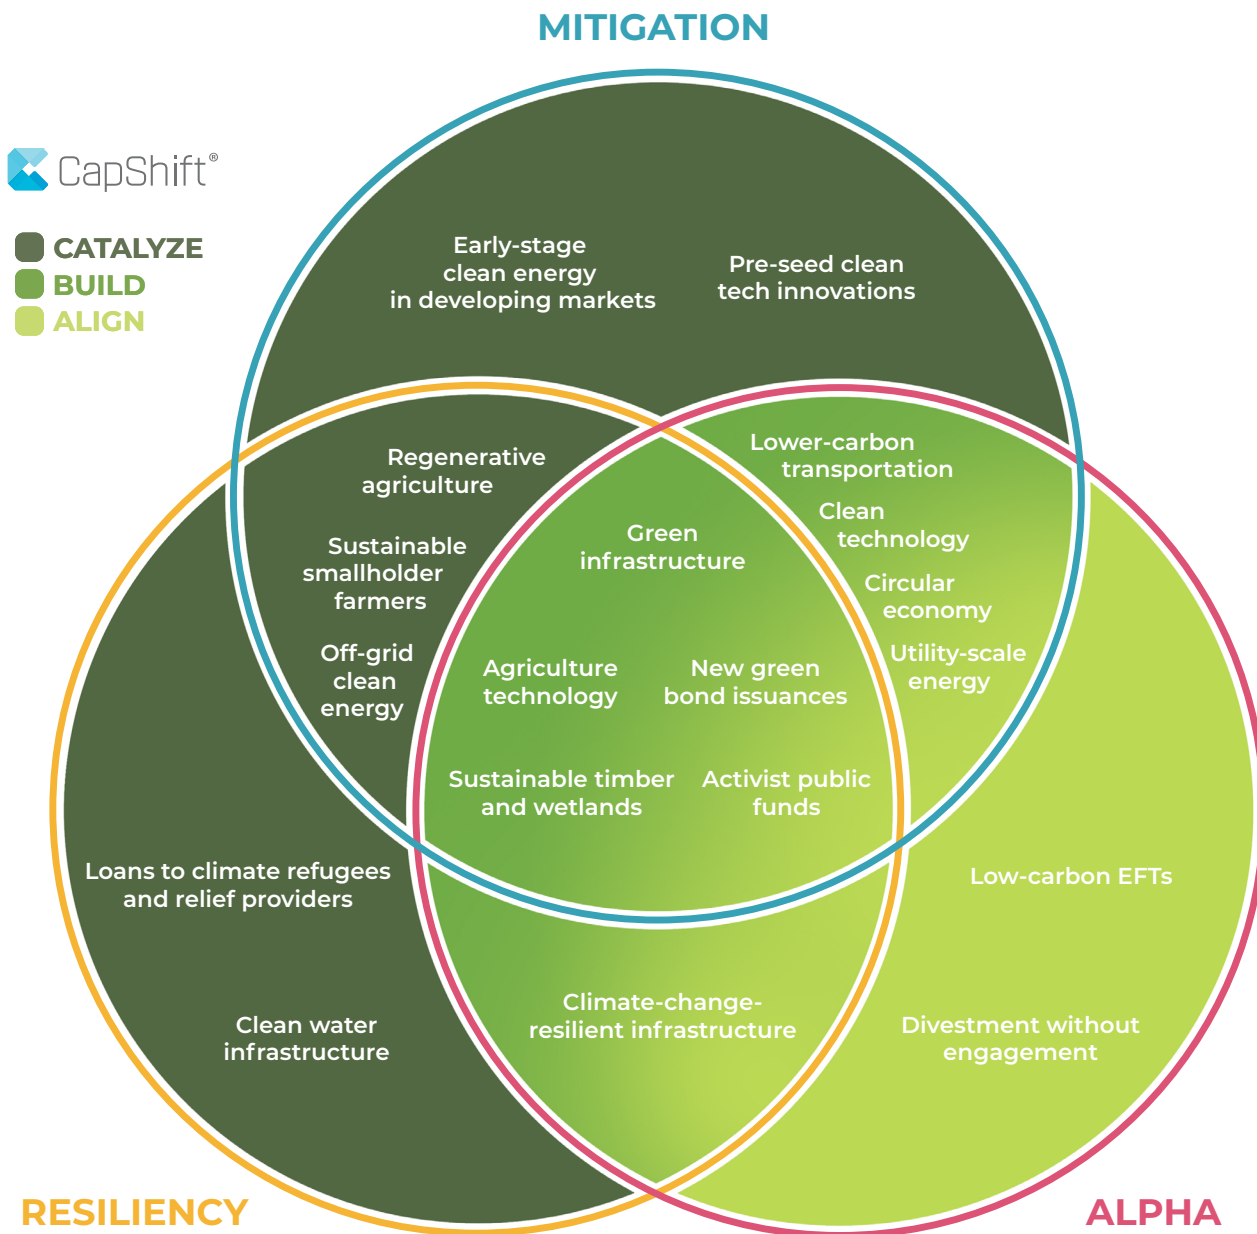 MITIGATION
CapShift®
CATALYZE
BUILD
ALIGN
Early-stage
clean energy
in developing markets
Pre-seed clean
tech innovations
Regenerative
agriculture
Sustainable
smallholder
farmers
Off-grid
clean
energy
Lower-carbon
transportation
Clean
technology
Circular
economy
Utility-scale
energy
Green
infrastructure
Agriculture
technology
New green
bond issuances
Sustainable timber
and wetlands
Activist public
funds
Loans to climate refugees
and relief providers
Clean water
infrastructure
Climate-change-
resilient infrastructure
Low-carbon EFTs
Divestment without
engagement
RESILIENCY
ALPHA